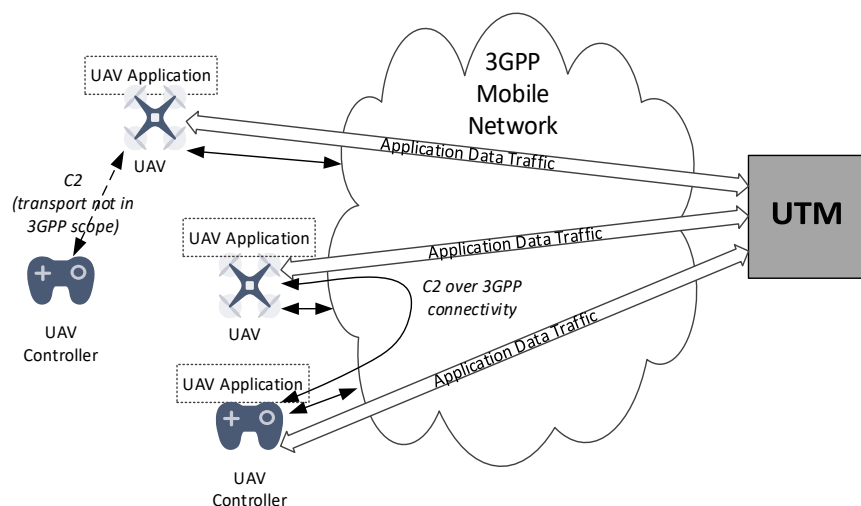 3GPP
Mobile
Network
UAV Application
UAV
Application Data Traffic
C2
(transport not in
3GPP scope)
UTM
UAV Application
Application Data Traffic
UAV
C2 over 3GPP
connectivity
UAV
Controller
Application Data Traffic
UAV Application
UAV
Controller